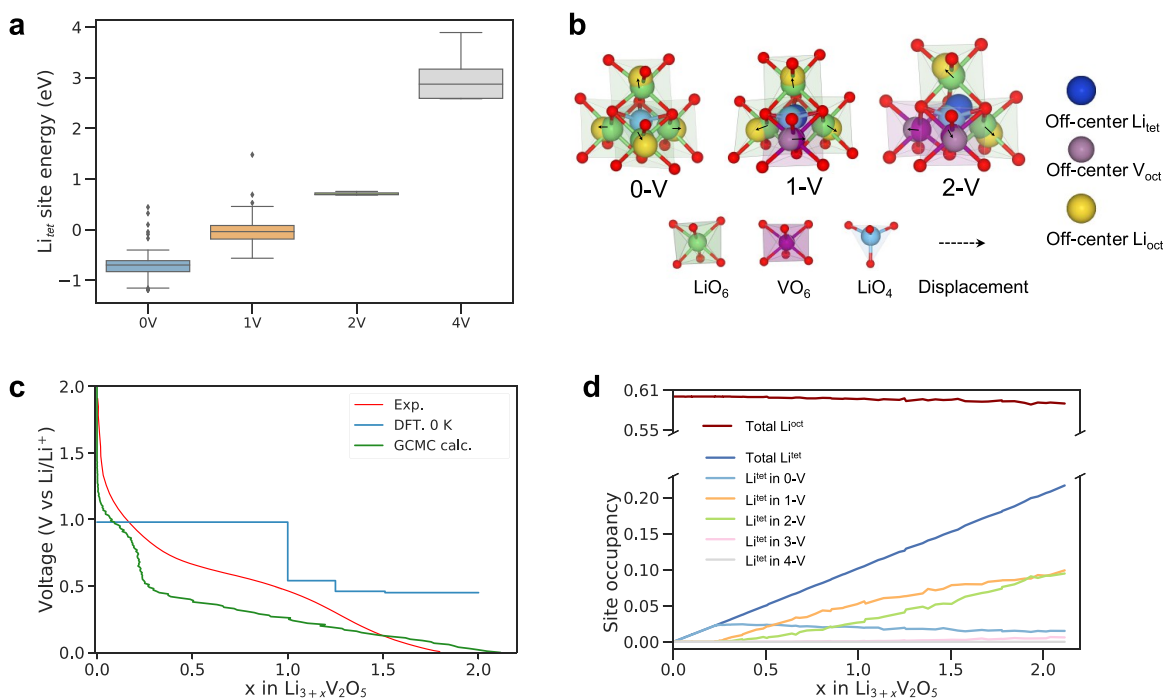 a
Li_tet site energy (eV)
4
3
2
1
0
−1
0V
1V
2V
4V
b
0-V
1-V
2-V
Off-center Li_tet
Off-center V_oct
Off-center Li_oct
LiO₆
VO₆
LiO₄
Displacement
c
Voltage (V vs Li/Li⁺)
2.0
1.5
1.0
0.5
0.0
Exp.
DFT. 0 K
GCMC calc.
0.0
0.5
1.0
1.5
2.0
x in Li₃₊ₓV₂O₅
d
Site occupancy
0.61
0.55
0.20
0.15
0.10
0.05
0.00
Total Li^oct
Total Li^tet
Li^tet in 0-V
Li^tet in 1-V
Li^tet in 2-V
Li^tet in 3-V
Li^tet in 4-V
0.0
0.5
1.0
1.5
2.0
x in Li₃₊ₓV₂O₅